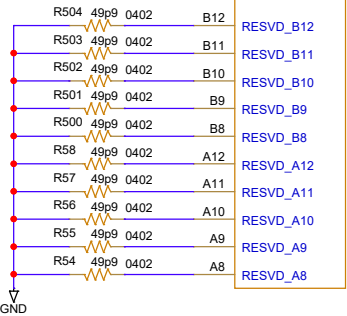 R504 49p9 0402 B12 RESVD_B12
R503 49p9 0402 B11 RESVD_B11
R502 49p9 0402 B10 RESVD_B10
R501 49p9 0402 B9 RESVD_B9
R500 49p9 0402 B8 RESVD_B8
R58 49p9 0402 A12 RESVD_A12
R57 49p9 0402 A11 RESVD_A11
R56 49p9 0402 A10 RESVD_A10
R55 49p9 0402 A9 RESVD_A9
R54 49p9 0402 A8 RESVD_A8
GND